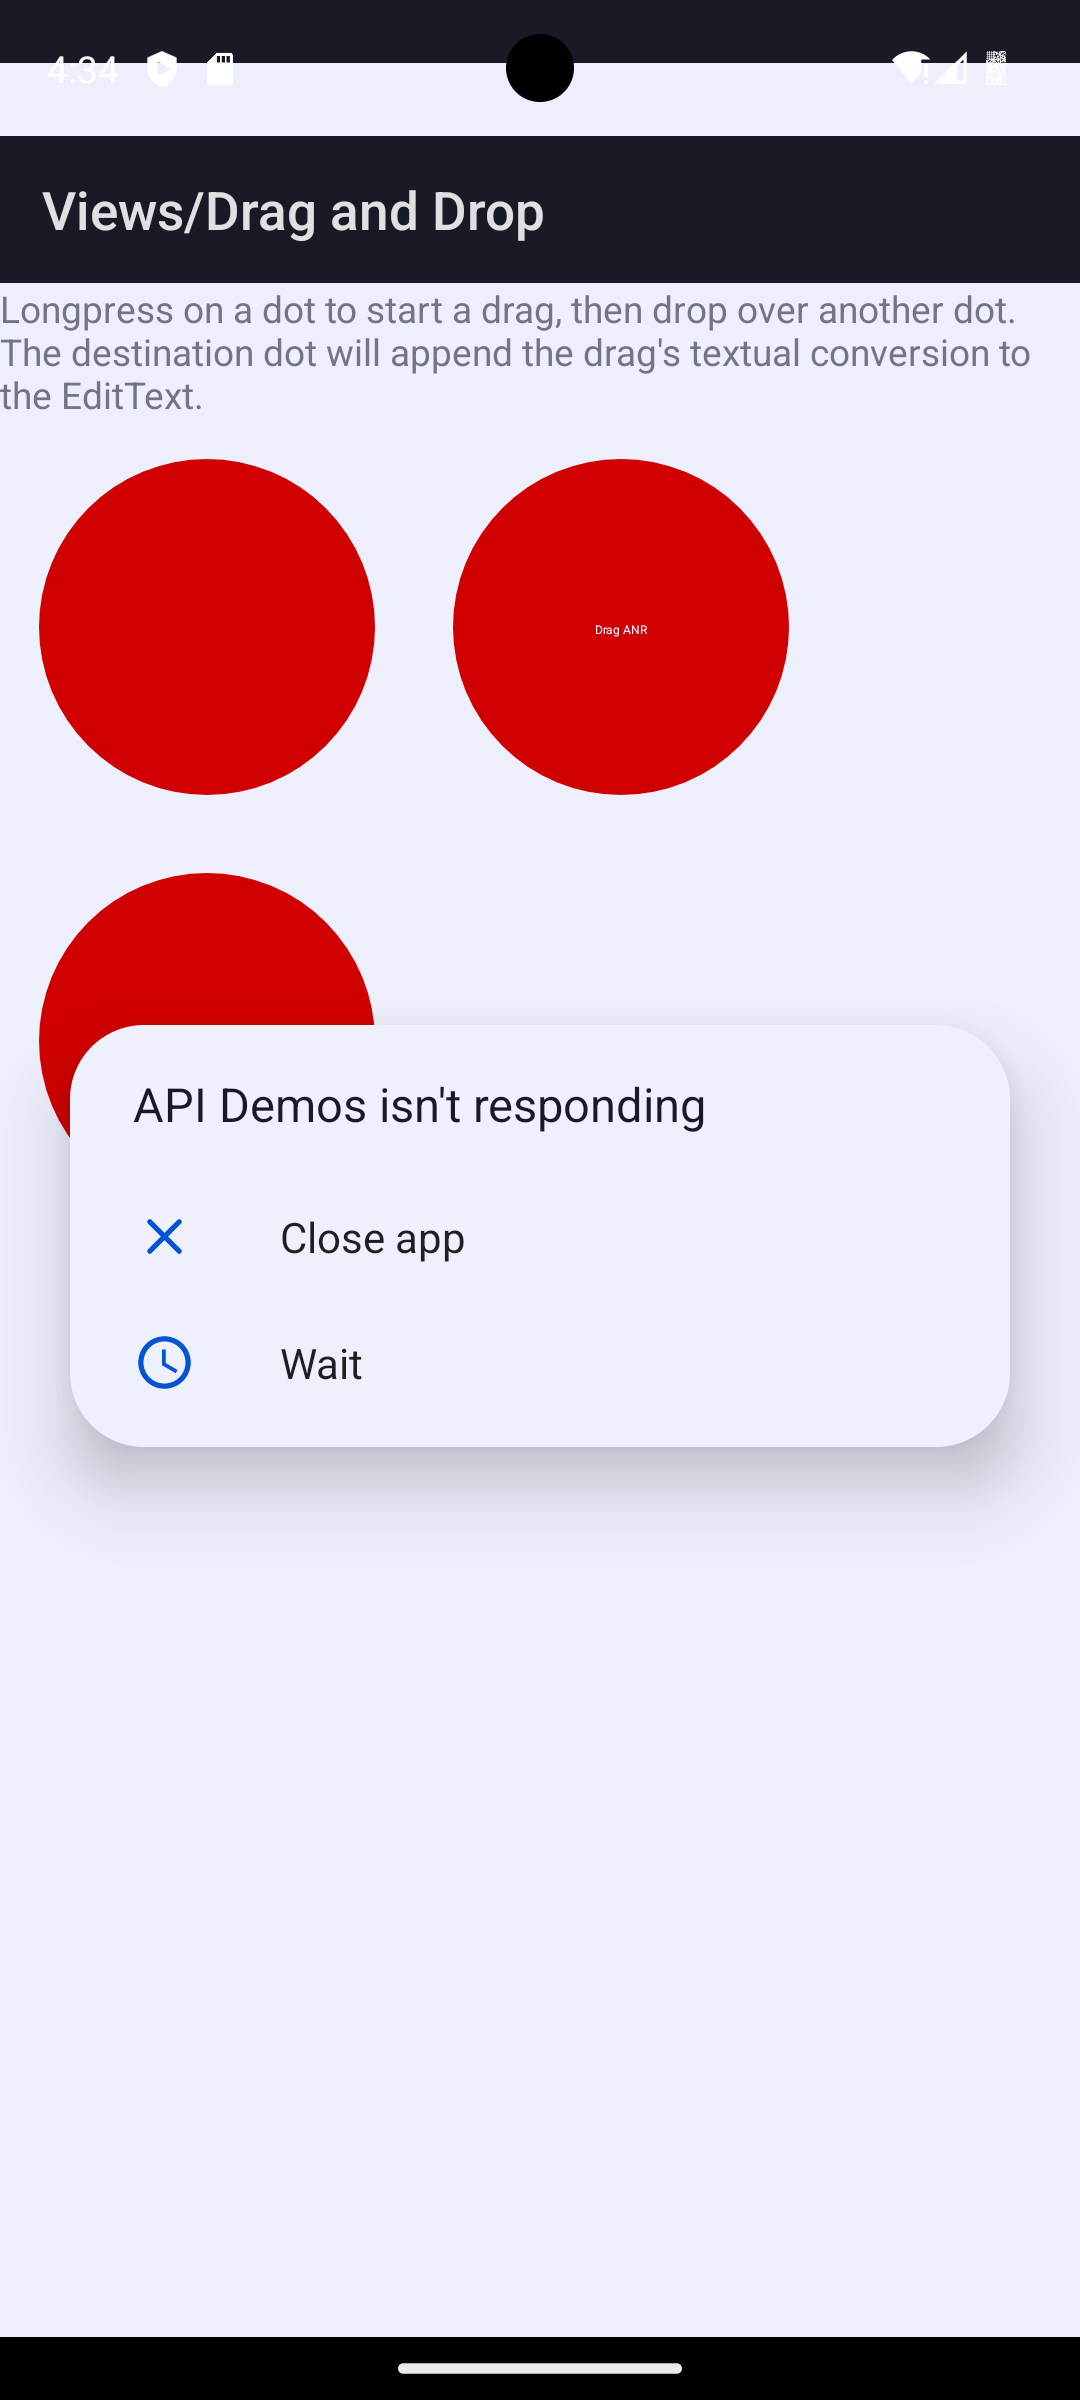 4:34
Views/Drag and Drop
Longpress on a dot to start a drag, then drop over another dot.
The destination dot will append the drag's textual conversion to
the EditText.
Drag ANR
API Demos isn't responding
Close app
Wait